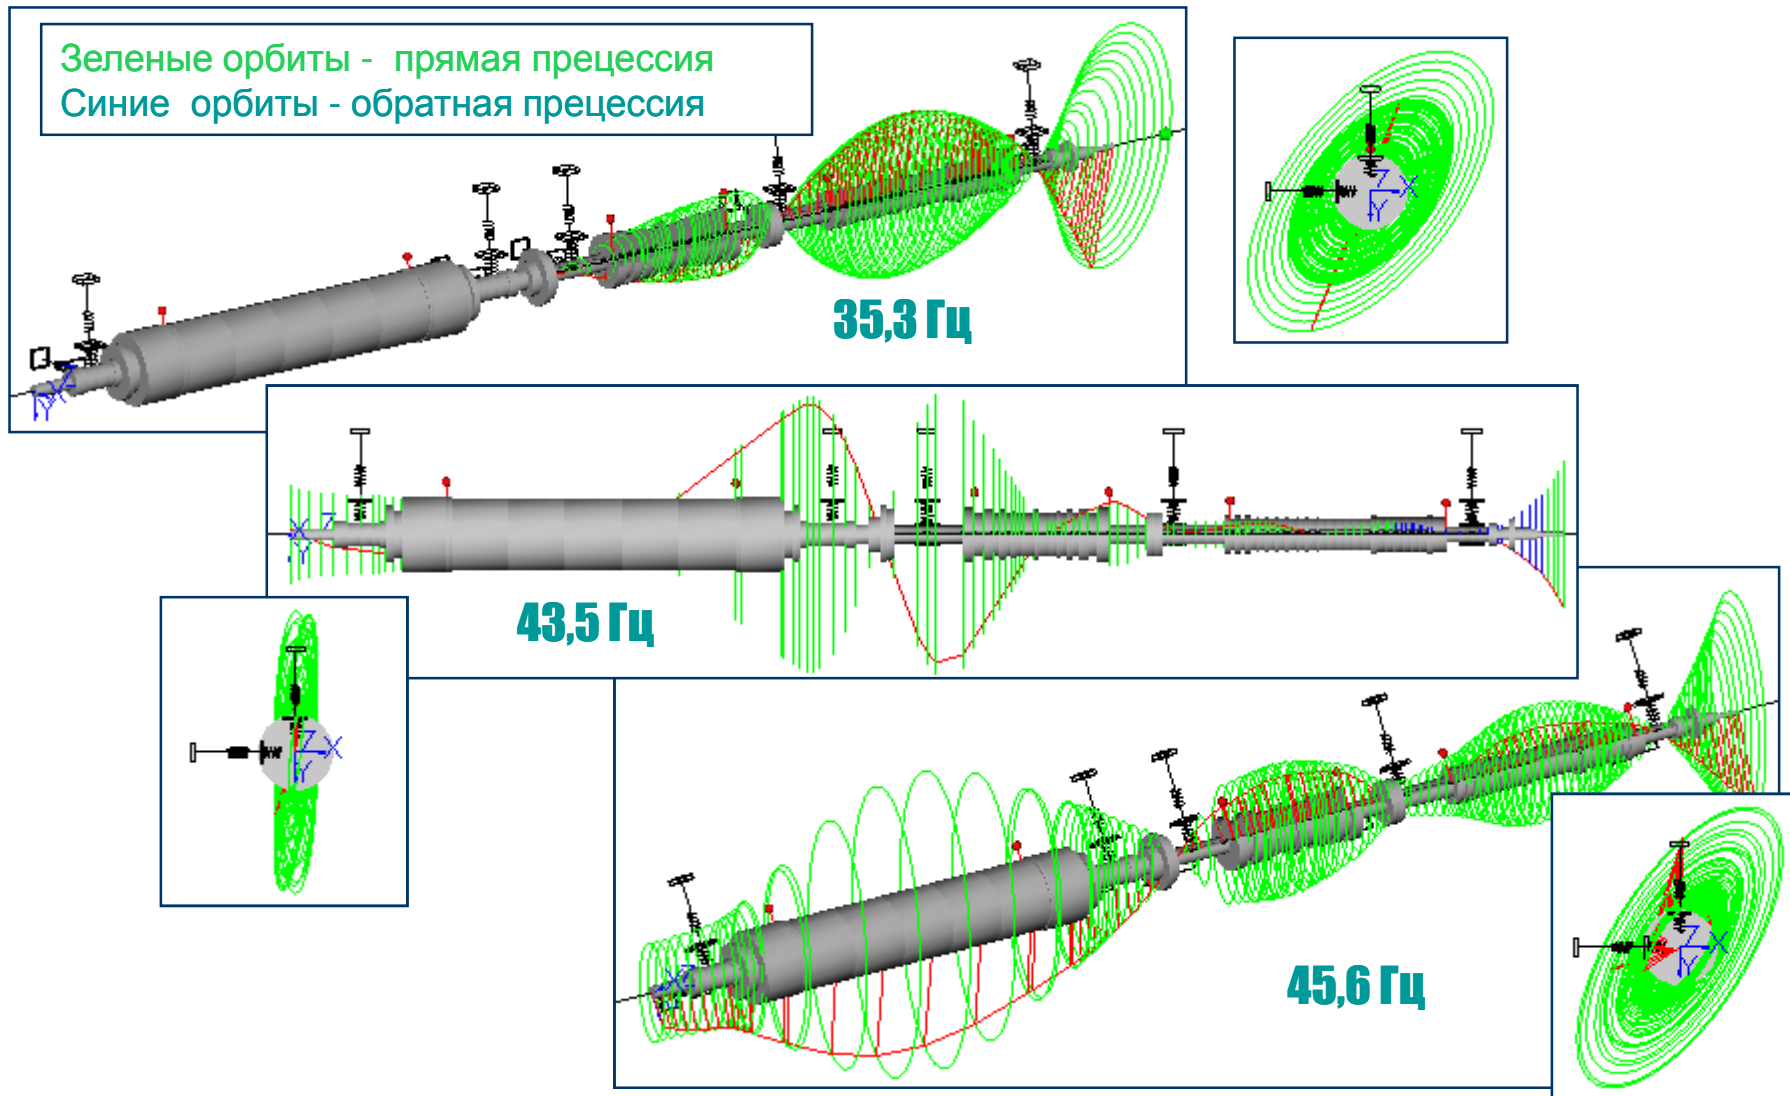 Зеленые орбиты - прямая прецессия
Синие орбиты - обратная прецессия
35,3 Гц
Z
X
Y
43,5 Гц
X
Z
Y
Z
X
Y
45,6 Гц
Z
X
Y